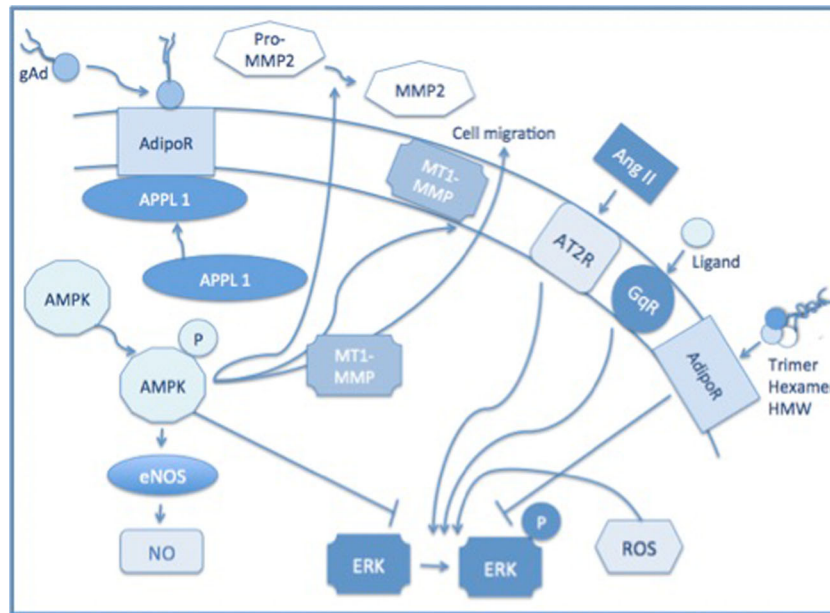 Pro-
MMP2
gAd
MMP2
AdipoR
Cell migration
MT1-
MMP
Ang II
APPL 1
AT2R
Ligand
APPL 1
GqR
AMPK
P
AdipoR
Trimer
Hexamer
HMW
MT1-
MMP
AMPK
eNOS
P
NO
ERK
ERK
ROS